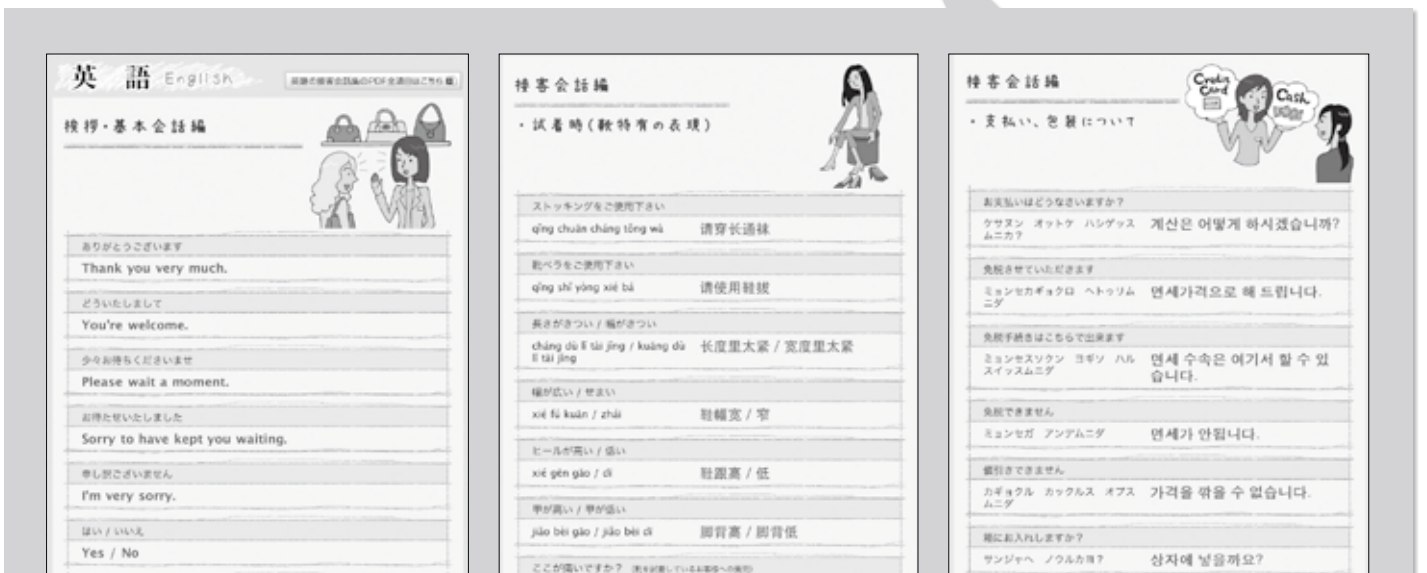 英 語 English
英語の接客会話編のPDF全項目はこちら
挨拶・基本会話編
ありがとうございます
Thank you very much.
どういたしまして
You're welcome.
少々お待ちくださいませ
Please wait a moment.
お待たせいたしました
Sorry to have kept you waiting.
申し訳ございません
I'm very sorry.
はい / いいえ
Yes / No
接客会話編
・試着時(靴特有の表現)
ストッキングをご使用下さい
qǐng chuān cháng tǒng wà 请穿长通袜
靴ベラをご使用下さい
qǐng shǐ yòng xié bá 请使用鞋拔
長さがきつい / 幅がきつい
cháng dù lǐ tài jǐng / kuāng dù 长度里太紧 / 宽度里太紧
lǐ tài jǐng
幅が広い / せまい
xié fú kuān / zhǎi 鞋幅宽 / 窄
ヒールが高い / 低い
xié gēn gāo / dī 鞋跟高 / 低
甲が高い / 甲が低い
jiǎo bèi gāo / jiǎo bèi dī 脚背高 / 脚背低
ここが痛いですか?
接客会話編
Credit Card
Cash
・支払い、包装について
お支払いはどうなさいますか?
ケサヌン オットケ ハシゲッス 계산은 어떻게 하시겠습니까?
ムニカ?
免税させていただきます
ミョンセカギョクロ ヘトゥリム 면세가격으로 해 드립니다.
ニダ
免税手続きはこちらで出来ます
ミョンセスソクン ヨギソ ハル 면세 수속은 여기서 할 수 있
スイッスムニダ 습니다.
免税できません
ミョンセガ アンデムニダ 면세가 안됩니다.
値引きできません
カギョクル カックルス オプス 가격을 깎을 수 없습니다.
ムニダ
箱にお入れしますか?
サンジャへ ノウルカヨ? 상자에 넣을까요?